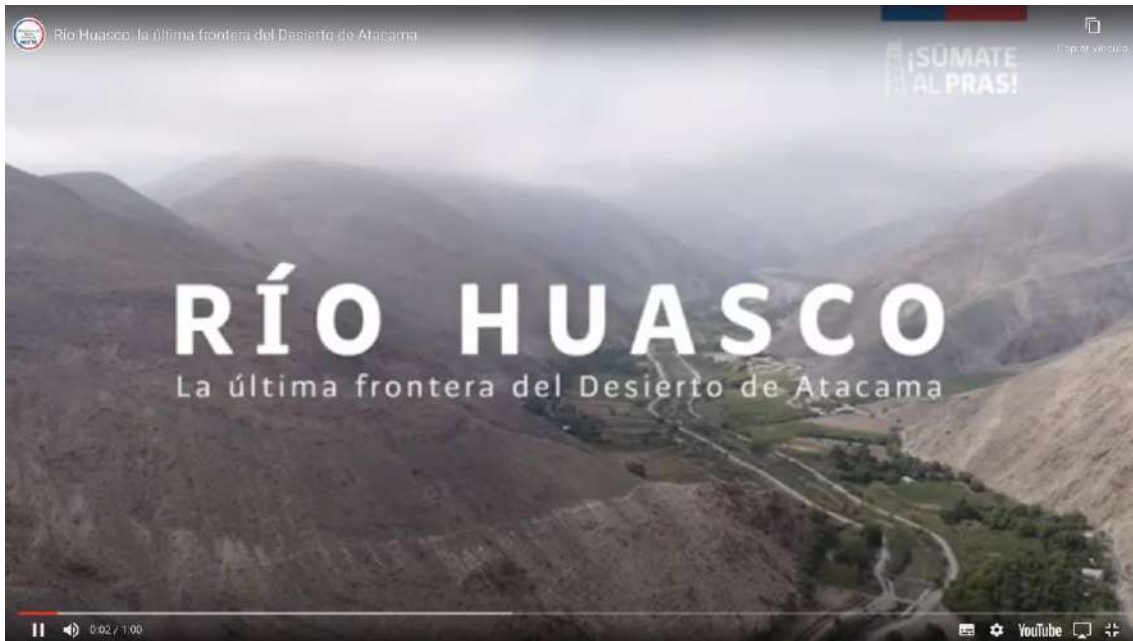 Río Huasco: la última frontera del Desierto de Atacama
Copiar vínculo
¡SÚMATE
AL PRAS!
RÍO HUASCO
La última frontera del Desierto de Atacama
0:02 / 1:00
YouTube